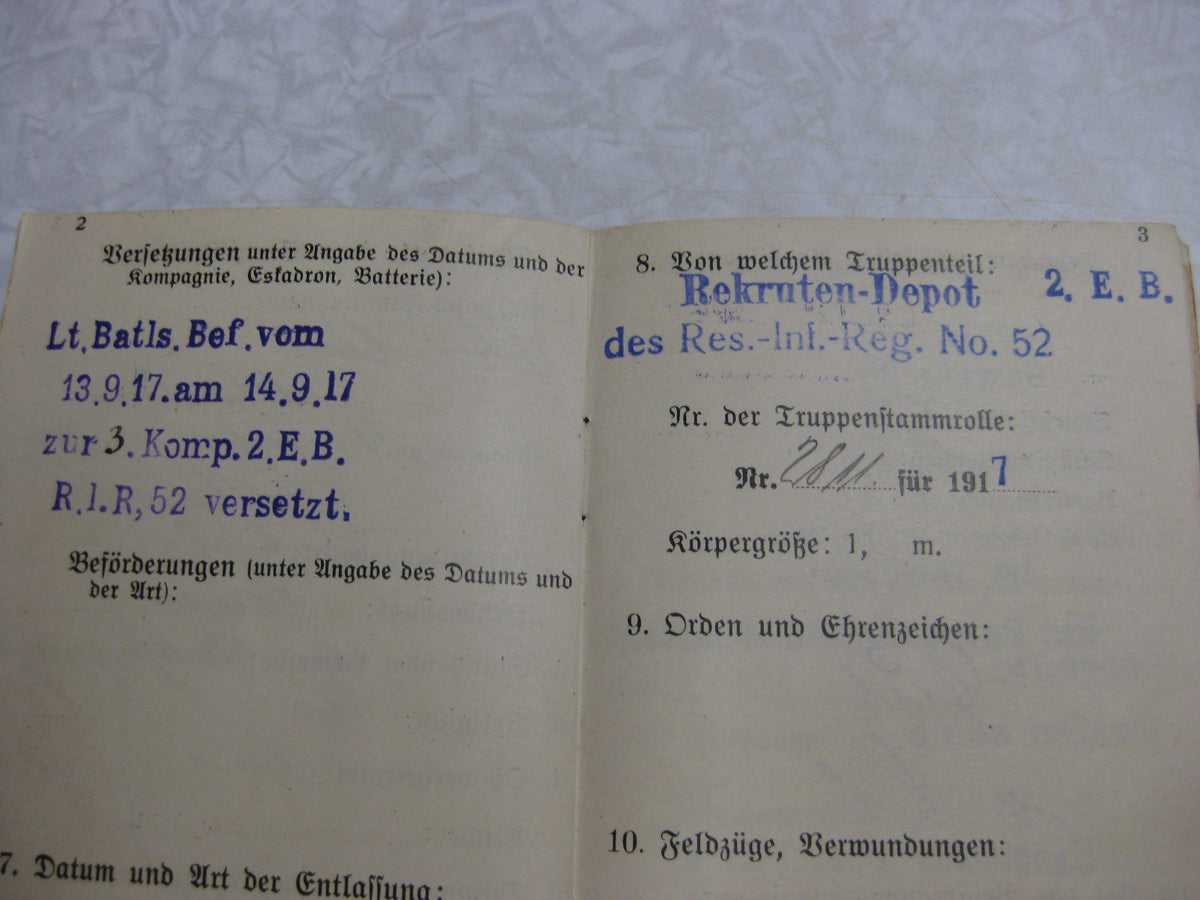 2
Versetzungen unter Angabe des Datums und der
Kompagnie, Eskadron, Batterie):
Lt. Batls. Bef. vom
13.9.17. am 14.9.17
zur 3. Komp. 2. E. B.
R.I.R, 52 versetzt.
Beförderungen (unter Angabe des Datums und
der Art):
7. Datum und Art der Entlassung:
3
8. Von welchem Truppenteil:
Rekruten-Depot 2. E. B.
des Res.-Inf.-Reg. No. 52
Nr. der Truppenstammrolle:
Nr. 2811. für 1917
Körpergröße: 1, m.
9. Orden und Ehrenzeichen:
10. Feldzüge, Verwundungen: